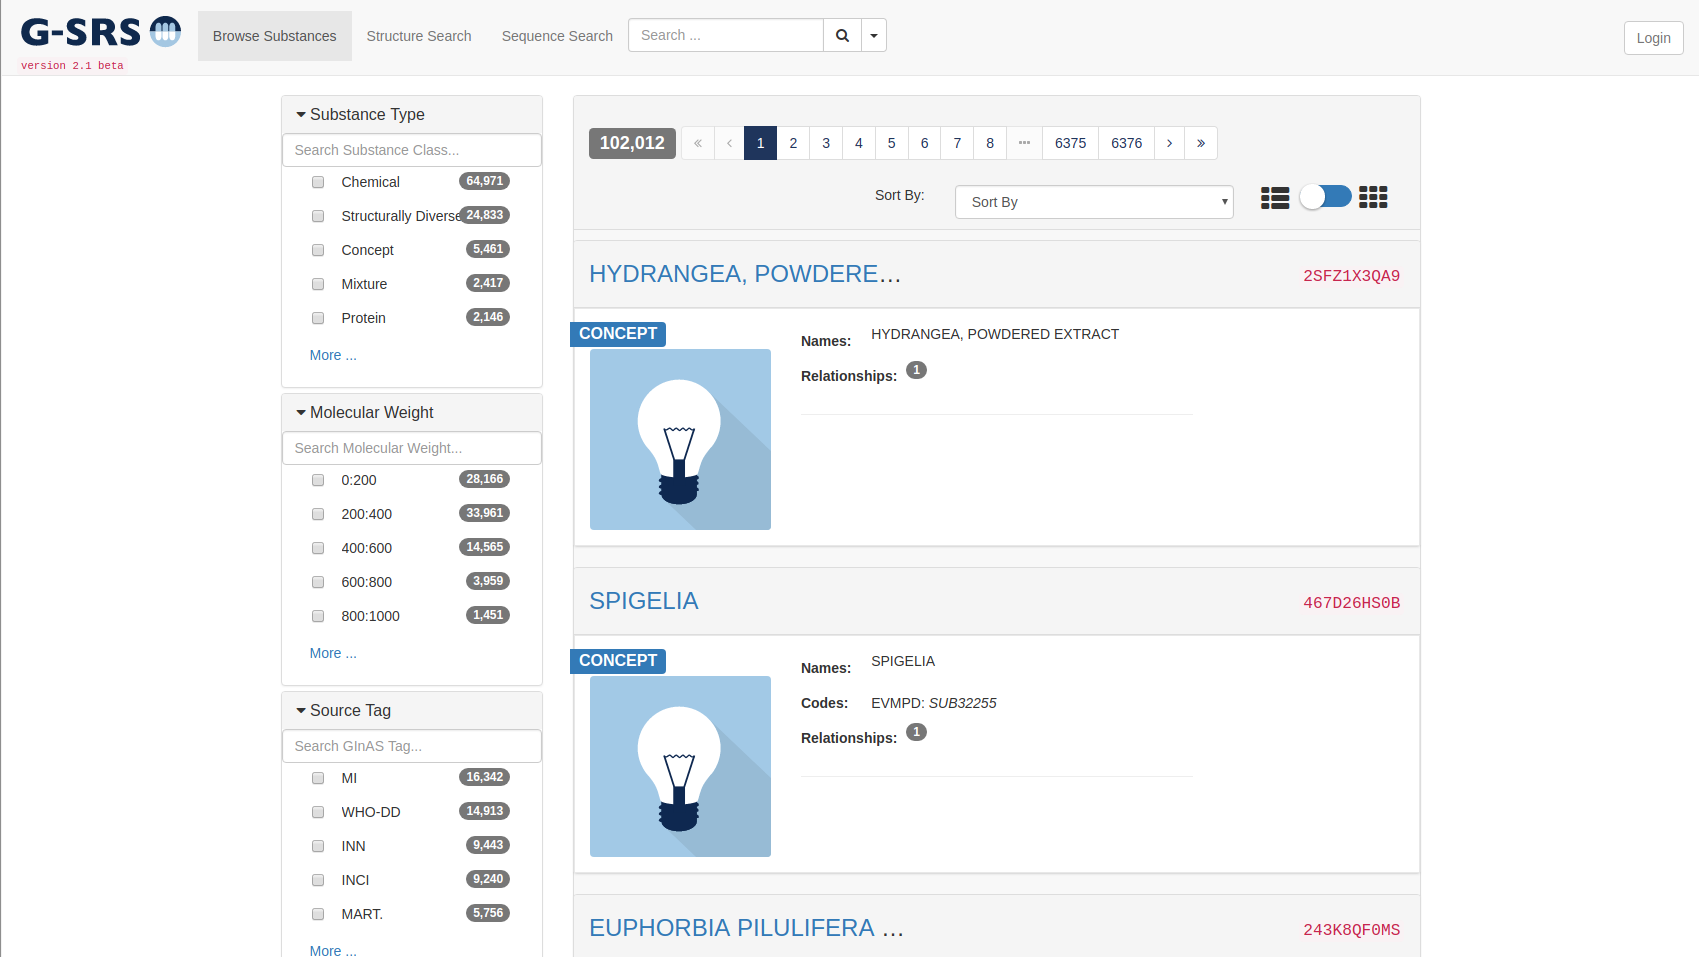 G-SRS
version 2.1 beta
Browse Substances
Structure Search
Sequence Search
Search ...
Login
Substance Type
Search Substance Class...
Chemical 64,971
Structurally Diverse 24,833
Concept 5,461
Mixture 2,417
Protein 2,146
More ...
Molecular Weight
Search Molecular Weight...
0:200 28,166
200:400 33,961
400:600 14,565
600:800 3,959
800:1000 1,451
More ...
Source Tag
Search GInAS Tag...
MI 16,342
WHO-DD 14,913
INN 9,443
INCI 9,240
MART. 5,756
More ...
102,012 « ‹ 1 2 3 4 5 6 7 8 ... 6375 6376 › »
Sort By: Sort By
HYDRANGEA, POWDERE... 2SFZ1X3QA9
CONCEPT
Names: HYDRANGEA, POWDERED EXTRACT
Relationships: 1
SPIGELIA 467D26HS0B
CONCEPT
Names: SPIGELIA
Codes: EVMPD: SUB32255
Relationships: 1
EUPHORBIA PILULIFERA ... 243K8QF0MS